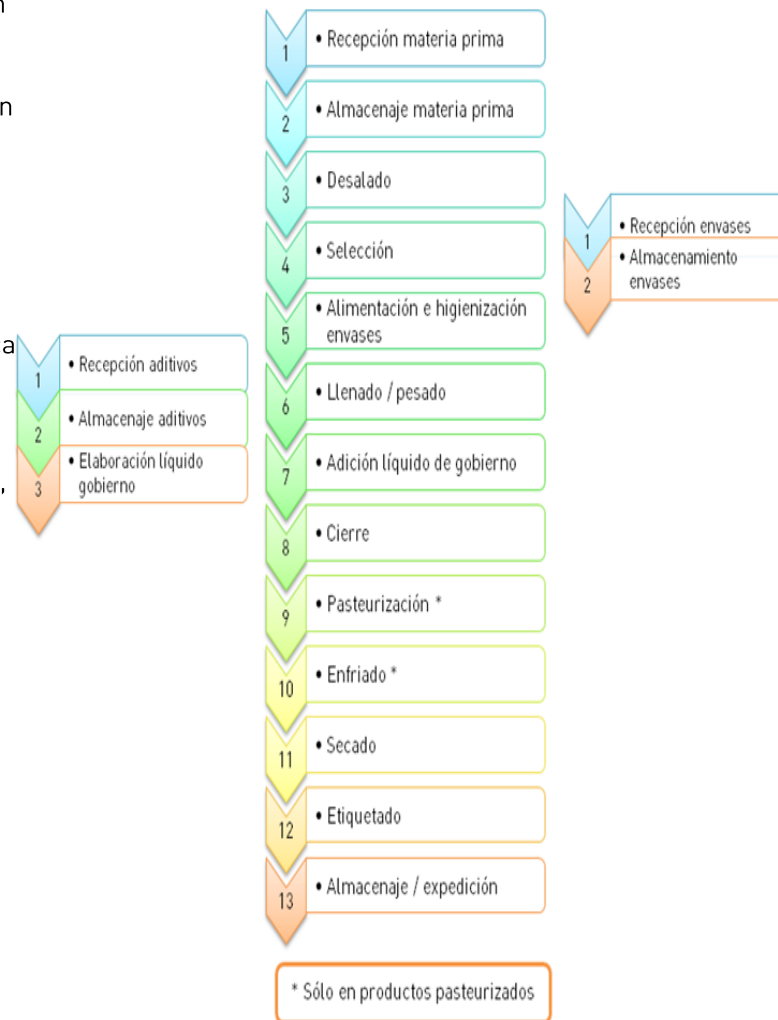 n
n
a
,
1
• Recepción materia prima
2
• Almacenaje materia prima
3
• Desalado
4
• Selección
5
• Alimentación e higienización
envases
6
• Llenado / pesado
7
• Adición líquido de gobierno
8
• Cierre
9
• Pasteurización *
10
• Enfriado *
11
• Secado
12
• Etiquetado
13
• Almacenaje / expedición
1
• Recepción aditivos
2
• Almacenaje aditivos
3
• Elaboración líquido
gobierno
1
• Recepción envases
2
• Almacenamiento
envases
* Sólo en productos pasteurizados